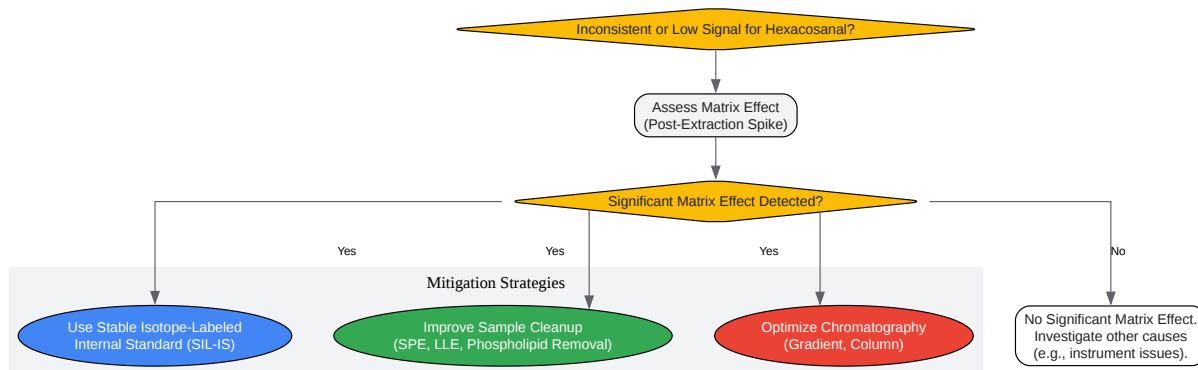 Inconsistent or Low Signal for Hexacosanal?
Assess Matrix Effect
(Post-Extraction Spike)
Significant Matrix Effect Detected?
Yes
Yes
Yes
No
Mitigation Strategies
Use Stable Isotope-Labeled
Internal Standard (SIL-IS)
Improve Sample Cleanup
(SPE, LLE, Phospholipid Removal)
Optimize Chromatography
(Gradient, Column)
No Significant Matrix Effect.
Investigate other causes
(e.g., instrument issues).